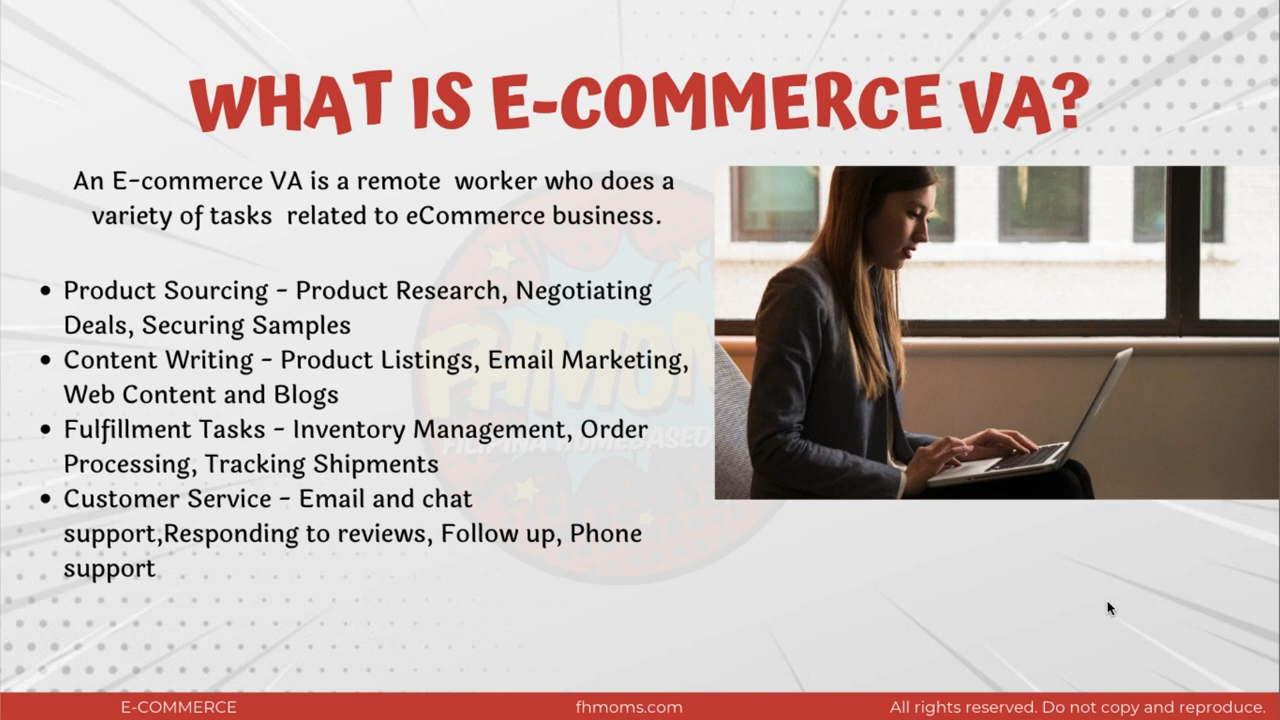 WHAT IS E-COMMERCE VA?
An E-commerce VA is a remote worker who does a
variety of tasks related to eCommerce business.
• Product Sourcing - Product Research, Negotiating
Deals, Securing Samples
• Content Writing - Product Listings, Email Marketing,
Web Content and Blogs
• Fulfillment Tasks - Inventory Management, Order
Processing, Tracking Shipments
• Customer Service - Email and chat
support,Responding to reviews, Follow up, Phone
support
FHMOM
FILIPINA HOMEBASED
E-COMMERCE
fhmoms.com
All rights reserved. Do not copy and reproduce.